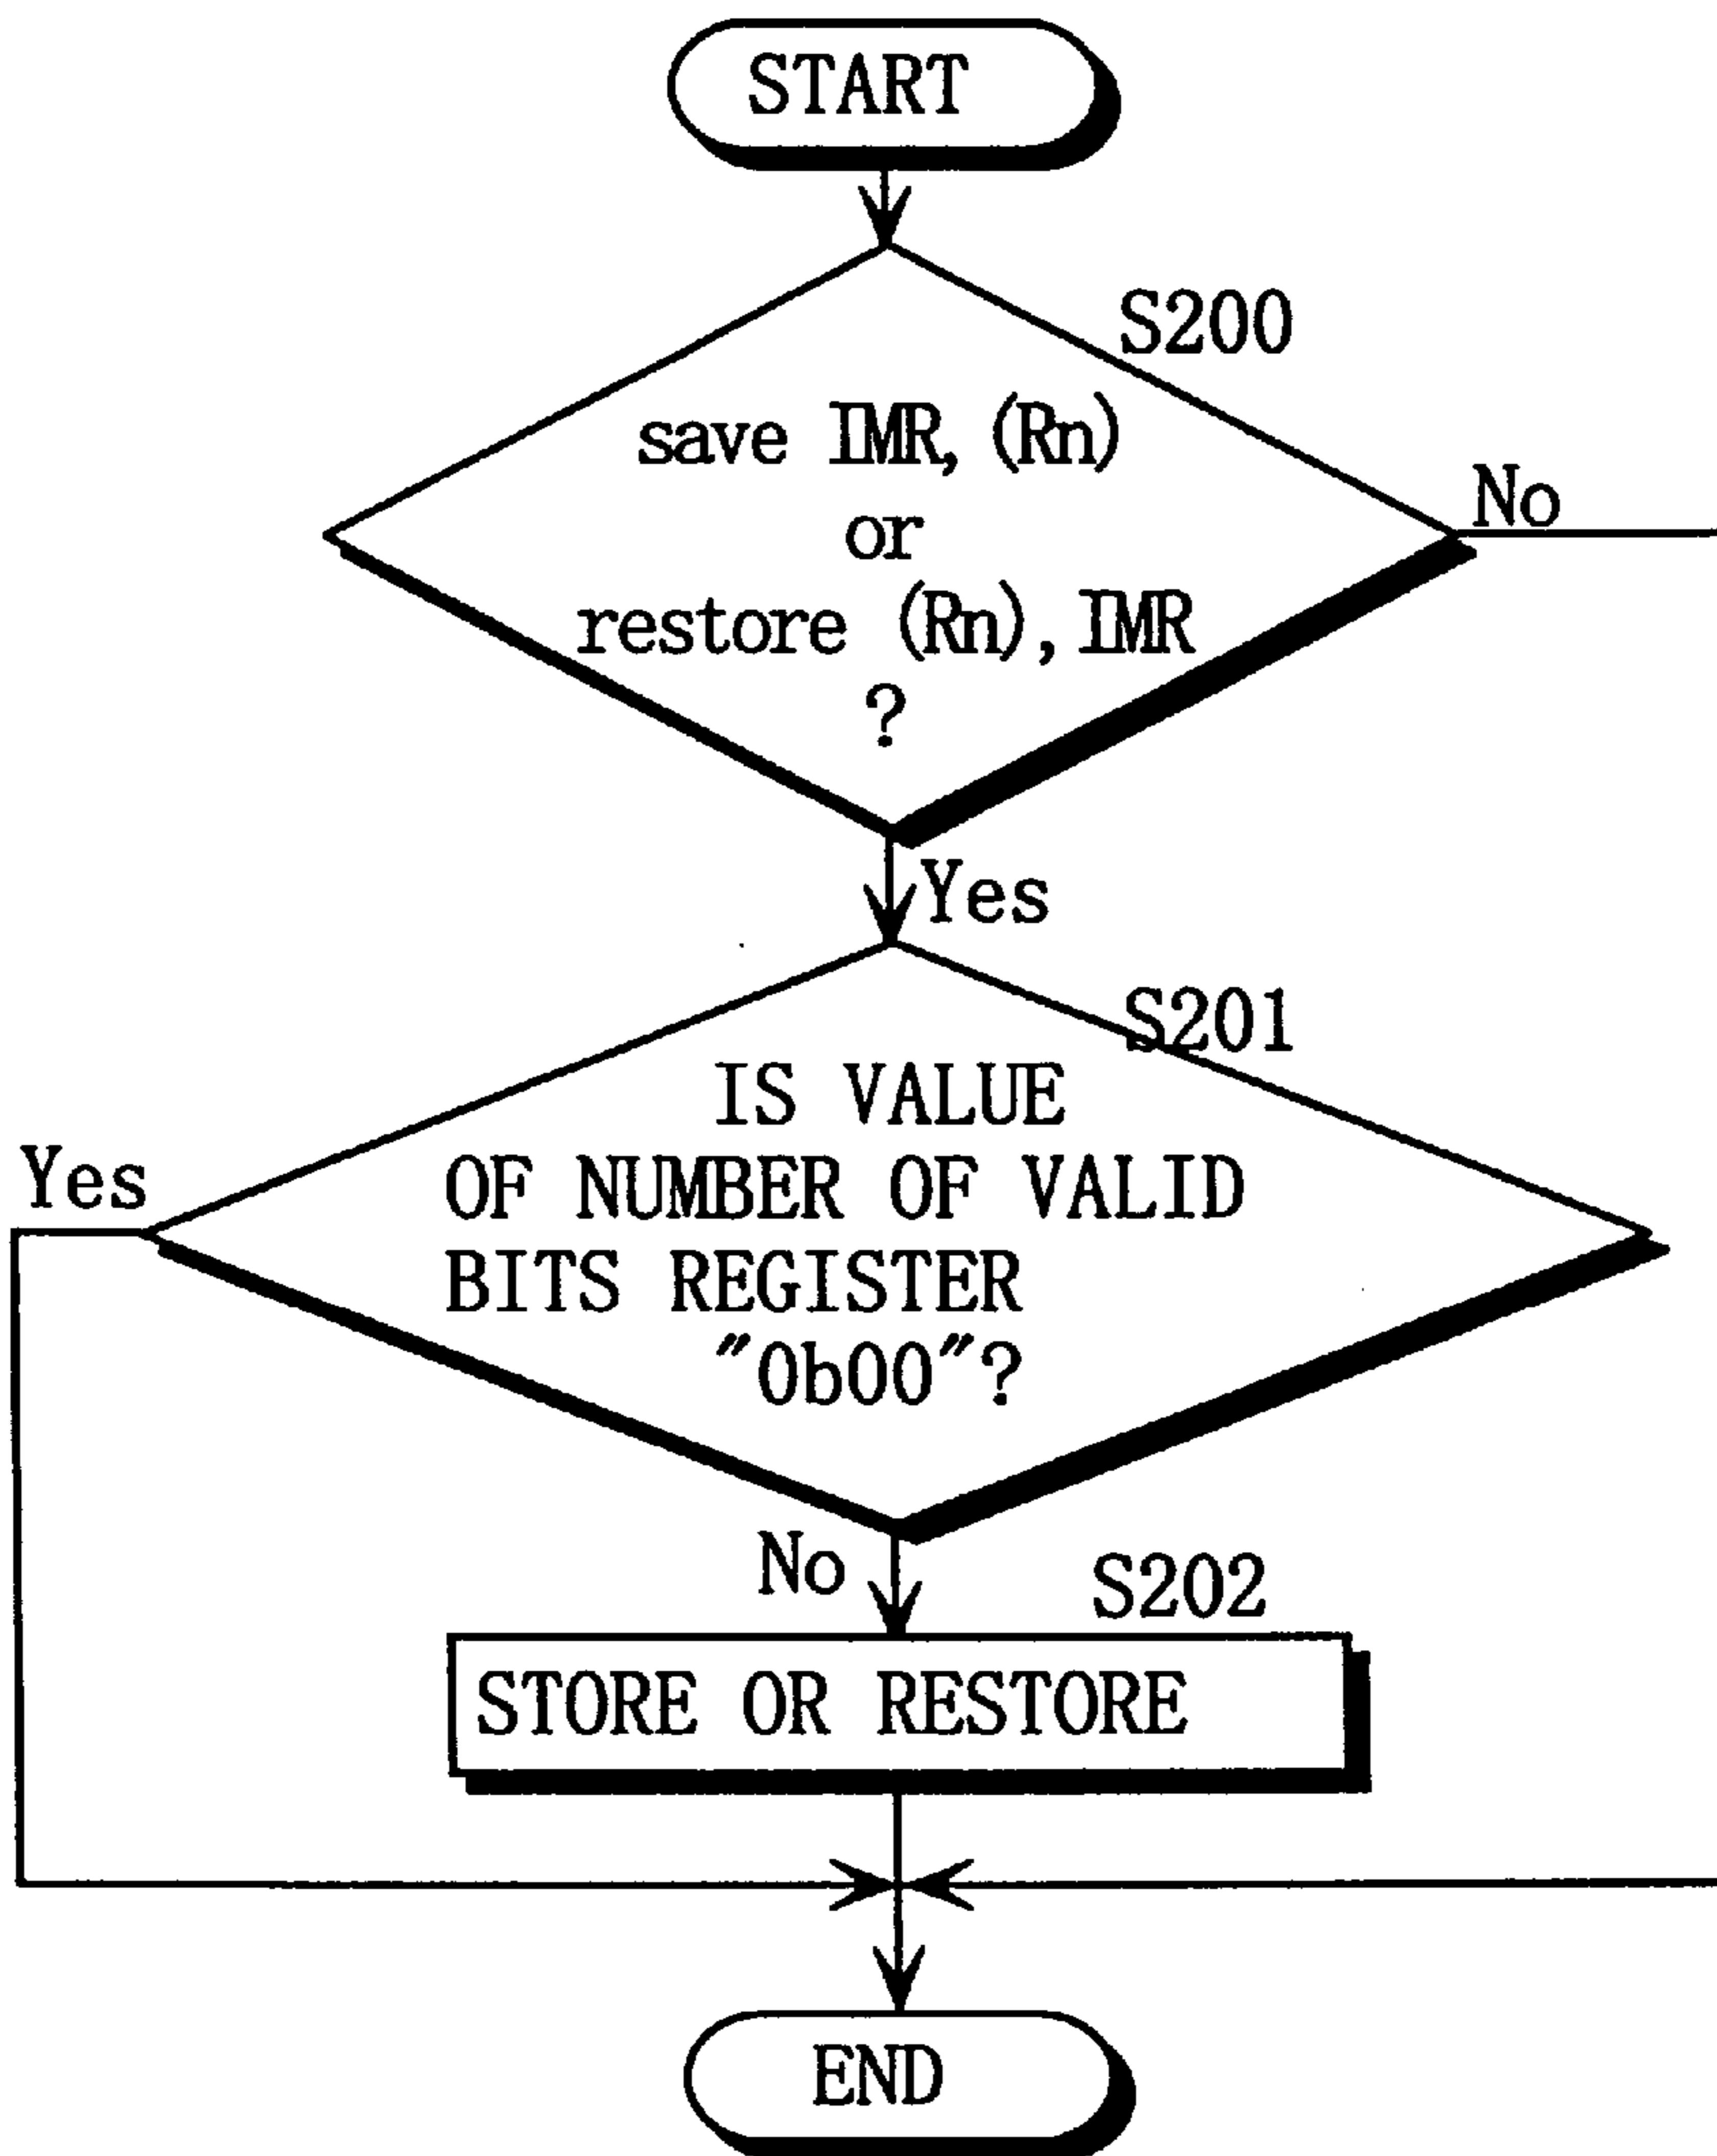 START
S200
save IMR, (Rn)
or
restore (Rn), IMR
?
No
Yes
S201
IS VALUE
OF NUMBER OF VALID
BITS REGISTER
"0b00"?
Yes
No
S202
STORE OR RESTORE
END